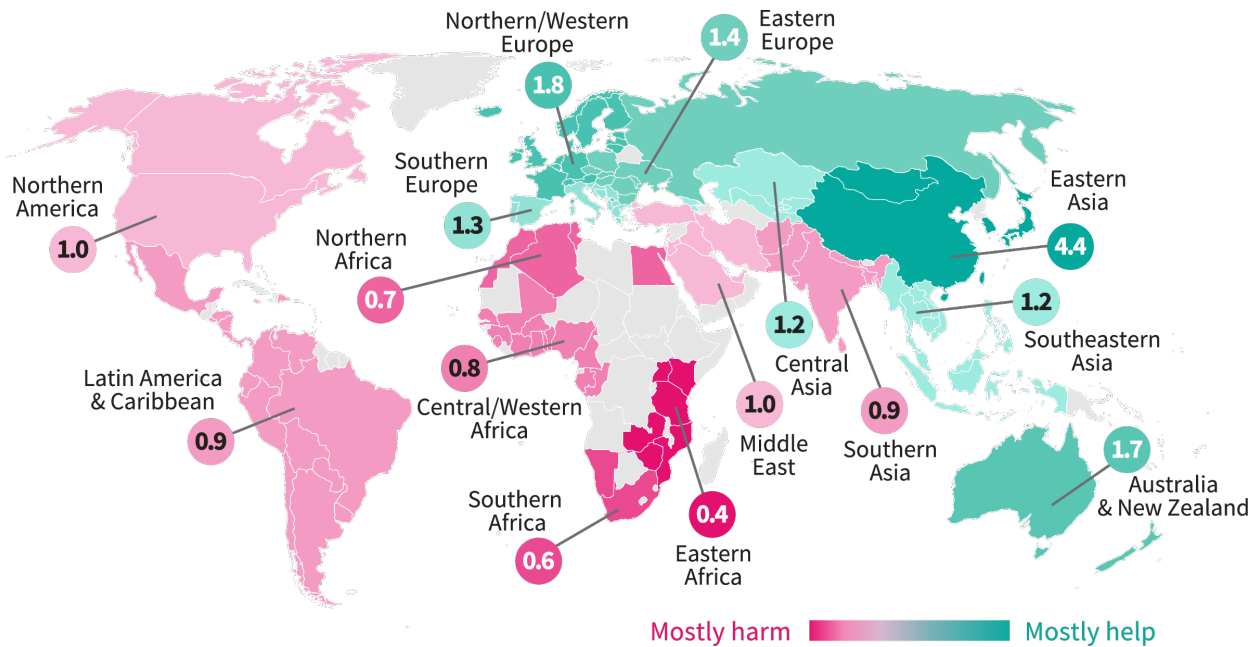 Northern/Western
Europe
1.8
1.4
Eastern
Europe
Southern
Europe
1.3
Northern
America
1.0
Northern
Africa
0.7
Eastern
Asia
4.4
1.2
Southeastern
Asia
1.2
Central
Asia
0.8
Central/Western
Africa
Latin America
& Caribbean
0.9
1.0
Middle
East
0.9
Southern
Asia
1.7
Australia
& New Zealand
Southern
Africa
0.6
0.4
Eastern
Africa
Mostly harm
Mostly help